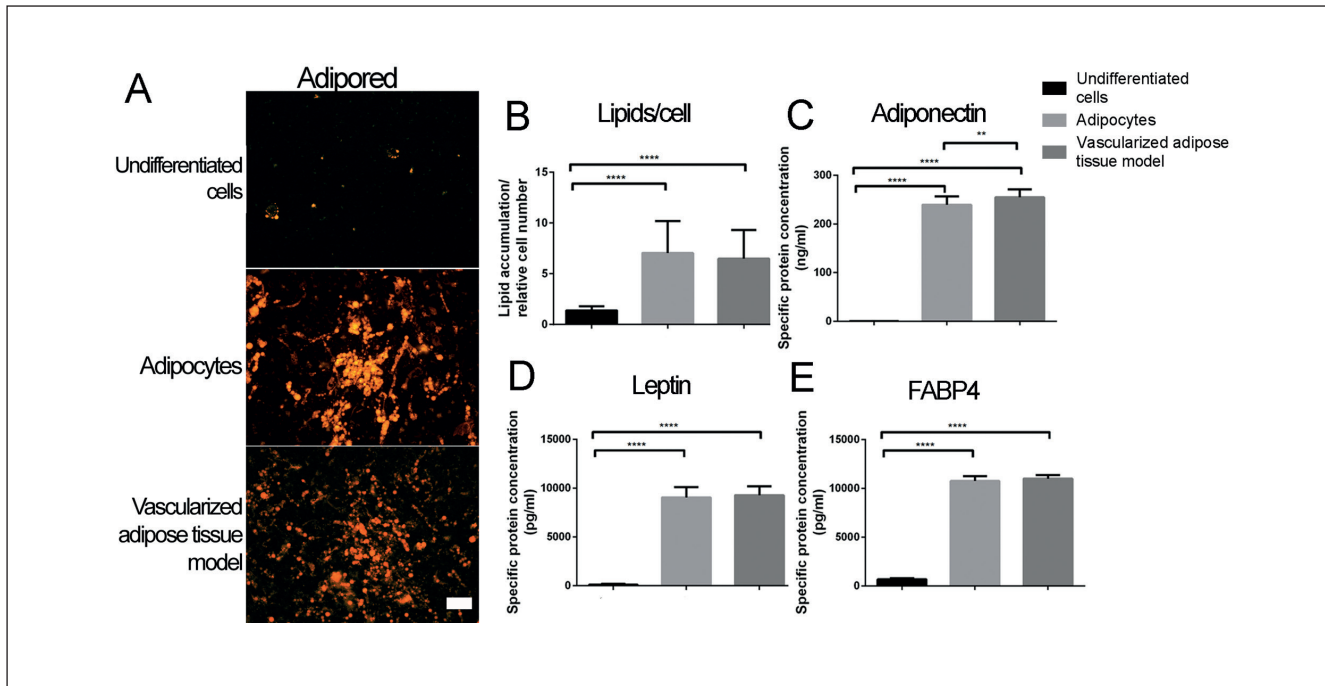 A
Adipored
Undifferentiated
cells
Adipocytes
Vascularized
adipose tissue
model
B
Lipids/cell
****
****
Lipid accumulation/
relative cell number
15
10
5
0
C
Adiponectin
**
****
****
Specific protein concentration
(ng/ml)
300
200
100
0
Undifferentiated
cells
Adipocytes
Vascularized adipose
tissue model
D
Leptin
****
****
Specific protein concentration
(pg/ml)
15000
10000
5000
0
E
FABP4
****
****
Specific protein concentration
(pg/ml)
15000
10000
5000
0